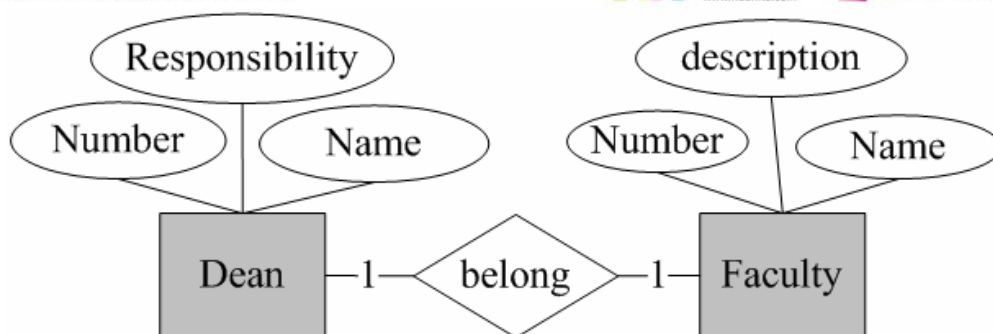 Responsibility
description
Number
Name
Number
Name
Dean
1
belong
1
Faculty